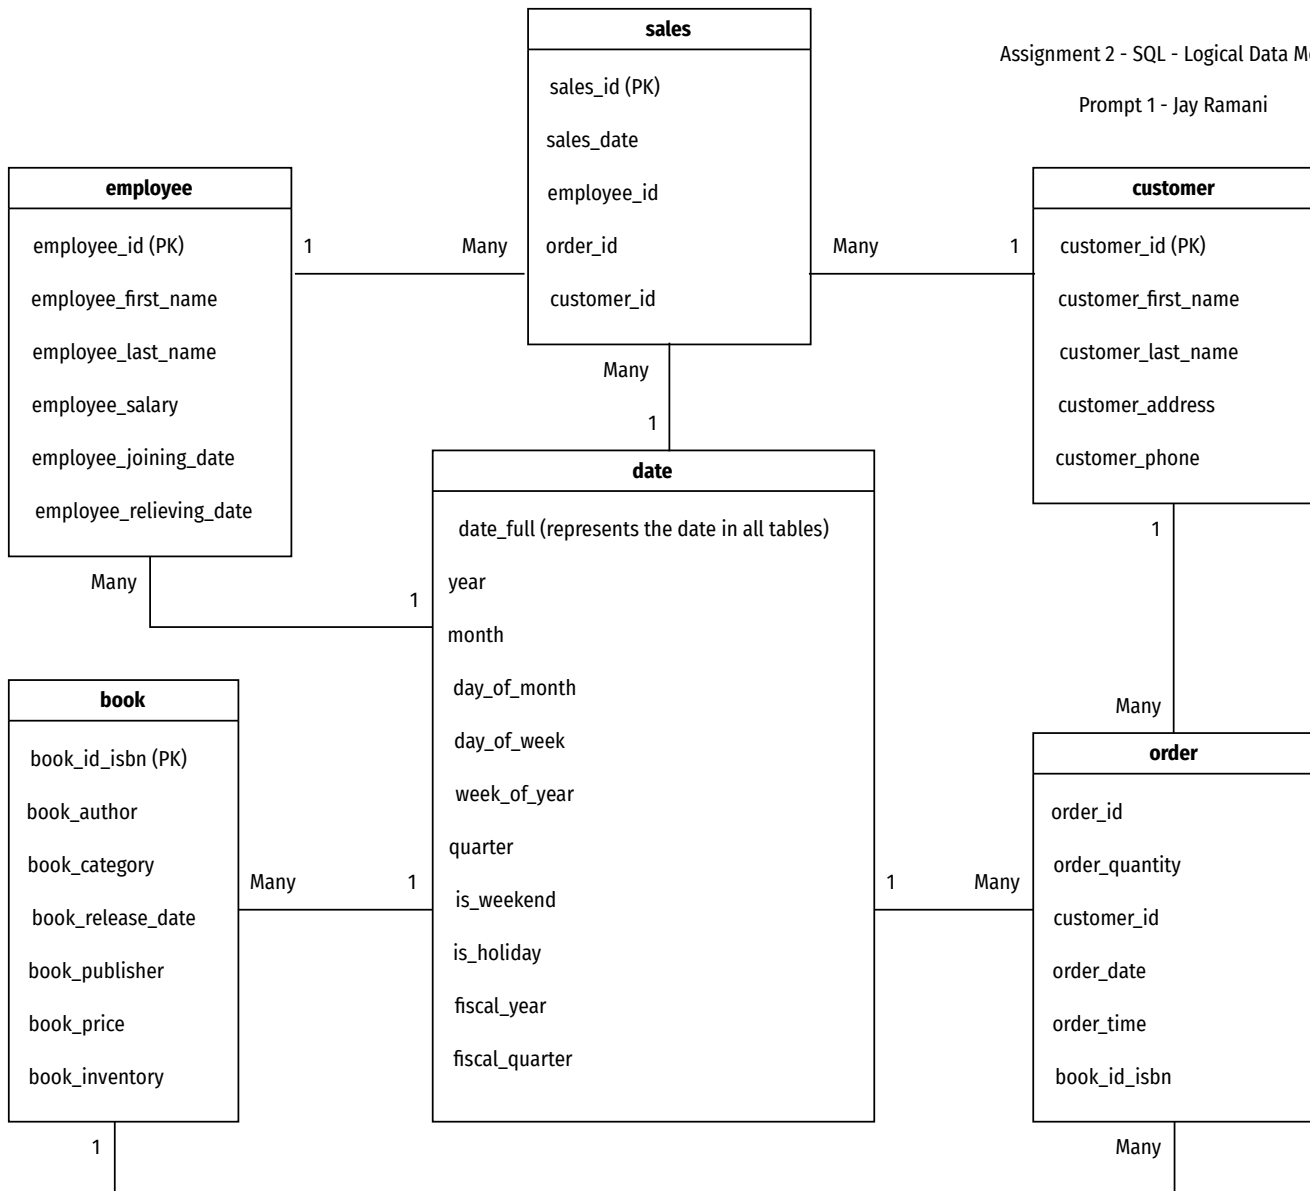 sales
sales_id (PK)
sales_date
employee_id
order_id
customer_id
Assignment 2 - SQL - Logical Data
Prompt 1 - Jay Ramani
employee
employee_id (PK)
employee_first_name
employee_last_name
employee_salary
employee_joining_date
employee_relieving_date
1
Many
Many
1
customer
customer_id (PK)
customer_first_name
customer_last_name
customer_address
customer_phone
Many
1
date
date_full (represents the date in all tables)
year
month
day_of_month
day_of_week
week_of_year
quarter
is_weekend
is_holiday
fiscal_year
fiscal_quarter
Many
1
1
Many
book
book_id_isbn (PK)
book_author
book_category
book_release_date
book_publisher
book_price
book_inventory
Many
1
1
Many
order
order_id
order_quantity
customer_id
order_date
order_time
book_id_isbn
1
Many